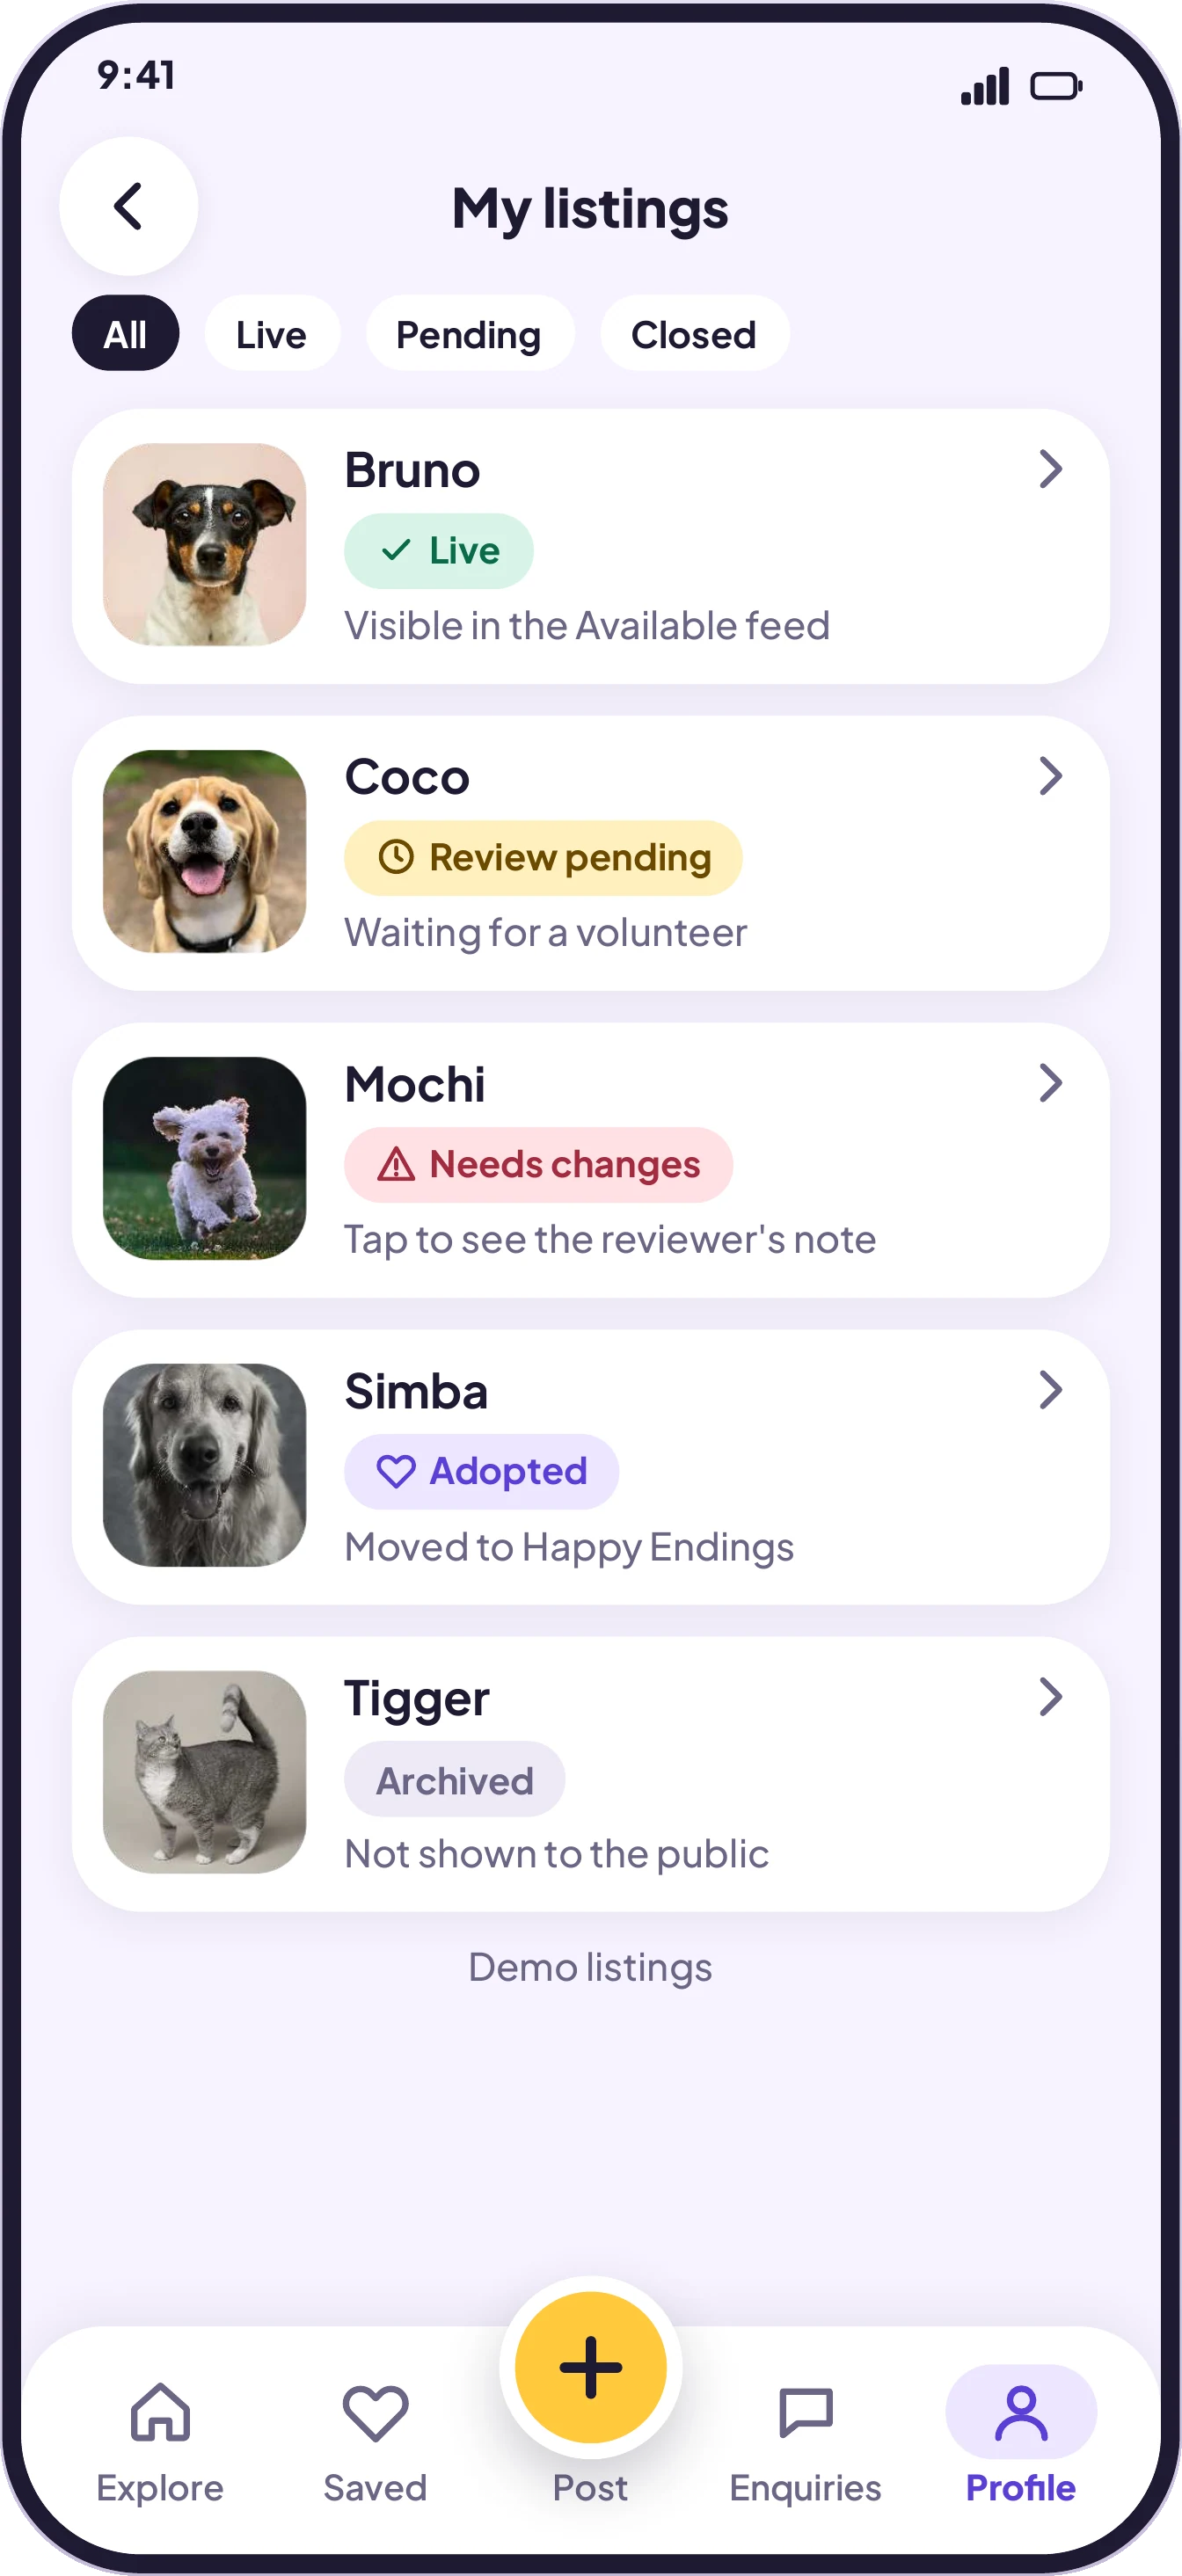 9:41
My listings
All
Live
Pending
Closed
Bruno
Live
Visible in the Available feed
Coco
Review pending
Waiting for a volunteer
Mochi
Needs changes
Tap to see the reviewer's note
Simba
Adopted
Moved to Happy Endings
Tigger
Archived
Not shown to the public
Demo listings
Explore
Saved
Post
Enquiries
Profile